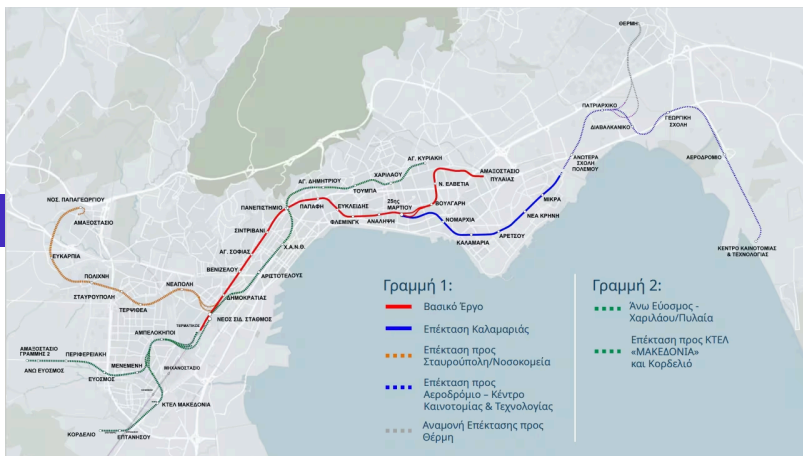 ΘΕΡΜΗ
ΠΑΤΡΙΑΡΧΙΚΟ
ΓΕΩΡΓΙΚΗ
ΣΧΟΛΗ
ΔΙΑΒΑΛΚΑΝΙΚΟ
ΑΓ. ΚΥΡΙΑΚΗ
ΑΝΩΤΕΡΑ
ΣΧΟΛΗ
ΠΟΛΕΜΟΥ
ΑΕΡΟΔΡΟΜΙΟ
ΧΑΡΙΛΑΟΥ
ΑΜΑΞΟΣΤΑΣΙΟ
ΠΥΛΑΙΑΣ
ΑΓ. ΔΗΜΗΤΡΙΟΥ
ΤΟΥΜΠΑ
Ν. ΕΛΒΕΤΙΑ
ΝΟΣ. ΠΑΠΑΓΕΩΡΓΙΟΥ
ΠΑΝΕΠΙΣΤΗΜΙΟ
ΠΑΠΑΦΗ
ΕΥΚΛΕΙΔΗΣ
25ης
ΜΑΡΤΙΟΥ
ΒΟΥΛΓΑΡΗ
ΜΙΚΡΑ
ΑΜΑΞΟΣΤΑΣΙΟ
ΦΛΕΜΙΝΓΚ
ΑΝΑΛΗΨΗ
ΝΟΜΑΡΧΙΑ
ΝΕΑ ΚΡΗΝΗ
ΣΙΝΤΡΙΒΑΝΙ
ΚΑΛΑΜΑΡΙΑ
ΑΡΕΤΣΟΥ
Χ.Α.Ν.Θ.
ΑΓ. ΣΟΦΙΑΣ
ΚΕΝΤΡΟ ΚΑΙΝΟΤΟΜΙΑΣ
& ΤΕΧΝΟΛΟΓΙΑΣ
ΕΥΚΑΡΠΙΑ
ΒΕΝΙΖΕΛΟΥ
ΑΡΙΣΤΟΤΕΛΟΥΣ
ΠΟΛΙΧΝΗ
ΝΕΑΠΟΛΗ
ΣΤΑΥΡΟΥΠΟΛΗ
ΔΗΜΟΚΡΑΤΙΑΣ
ΤΕΡΨΙΘΕΑ
ΝΕΟΣ ΣΙΔ. ΣΤΑΘΜΟΣ
ΤΕΡΜΑΤΙΚΟΣ
ΑΜΠΕΛΟΚΗΠΟΙ
ΑΜΑΞΟΣΤΑΣΙΟ
ΓΡΑΜΜΗΣ 2
ΠΕΡΙΦΕΡΕΙΑΚΗ
ΜΕΝΕΜΕΝΗ
ΜΗΧΑΝΟΣΤΑΣΙΟ
ΑΝΩ ΕΥΟΣΜΟΣ
ΕΥΟΣΜΟΣ
ΚΤΕΛ ΜΑΚΕΔΟΝΙΑ
ΚΟΡΔΕΛΙΟ
ΕΠΤΑΝΗΣΟΥ
Γραμμή 1:
Βασικό Έργο
Επέκταση Καλαμαριάς
Επέκταση προς
Σταυρούπολη/Νοσοκομεία
Επέκταση προς
Αεροδρόμιο – Κέντρο
Καινοτομίας & Τεχνολογίας
Αναμονή Επέκτασης προς
Θέρμη
Γραμμή 2:
Άνω Εύοσμος -
Χαριλάου/Πυλαία
Επέκταση προς ΚΤΕΛ
«ΜΑΚΕΔΟΝΙΑ»
και Κορδελιό